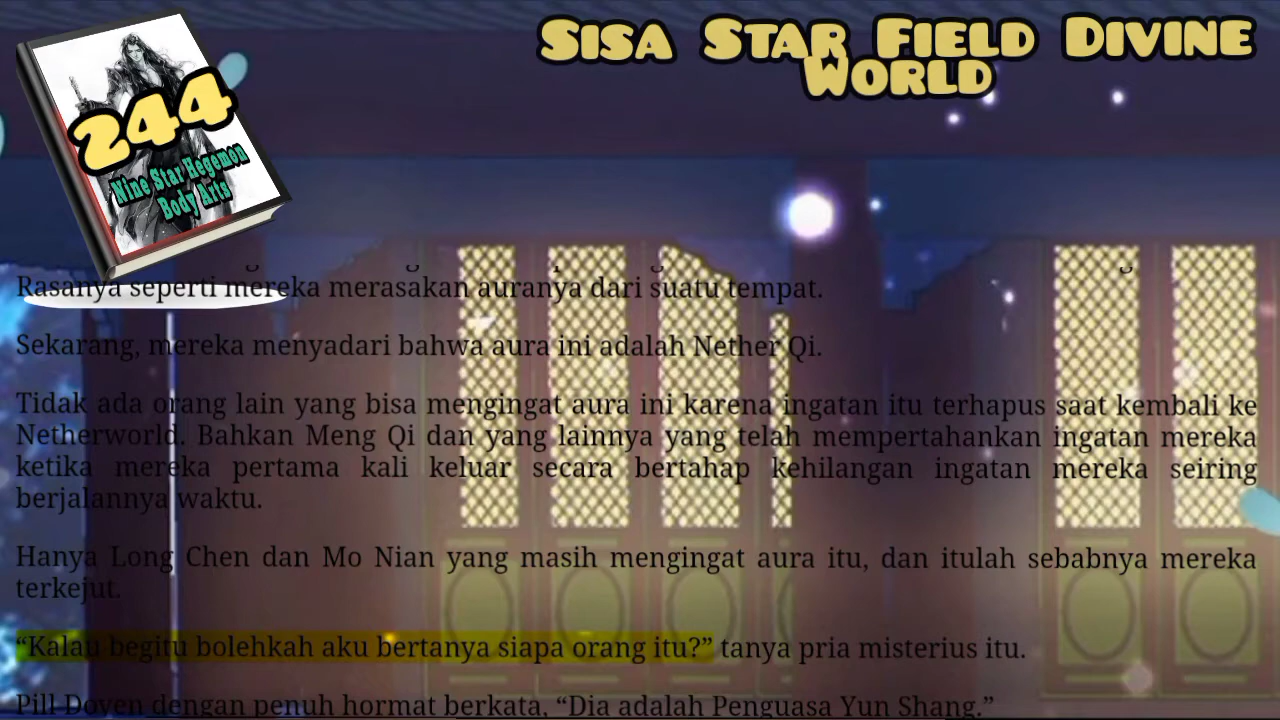 244
Nine Star Hegemon
Body Arts
Sisa Star Field Divine
World
Rasanya seperti mereka merasakan auranya dari suatu tempat.
Sekarang, mereka menyadari bahwa aura ini adalah Nether Qi.
Tidak ada orang lain yang bisa mengingat aura ini karena ingatan itu terhapus saat kembali ke
Netherworld. Bahkan Meng Qi dan yang lainnya yang telah mempertahankan ingatan mereka
ketika mereka pertama kali keluar secara bertahap kehilangan ingatan mereka seiring
berjalannya waktu.
Hanya Long Chen dan Mo Nian yang masih mengingat aura itu, dan itulah sebabnya mereka
terkejut.
“Kalau begitu bolehkah aku bertanya siapa orang itu?” tanya pria misterius itu.
Pill Doyen dengan penuh hormat berkata, “Dia adalah Penguasa Yun Shang.”